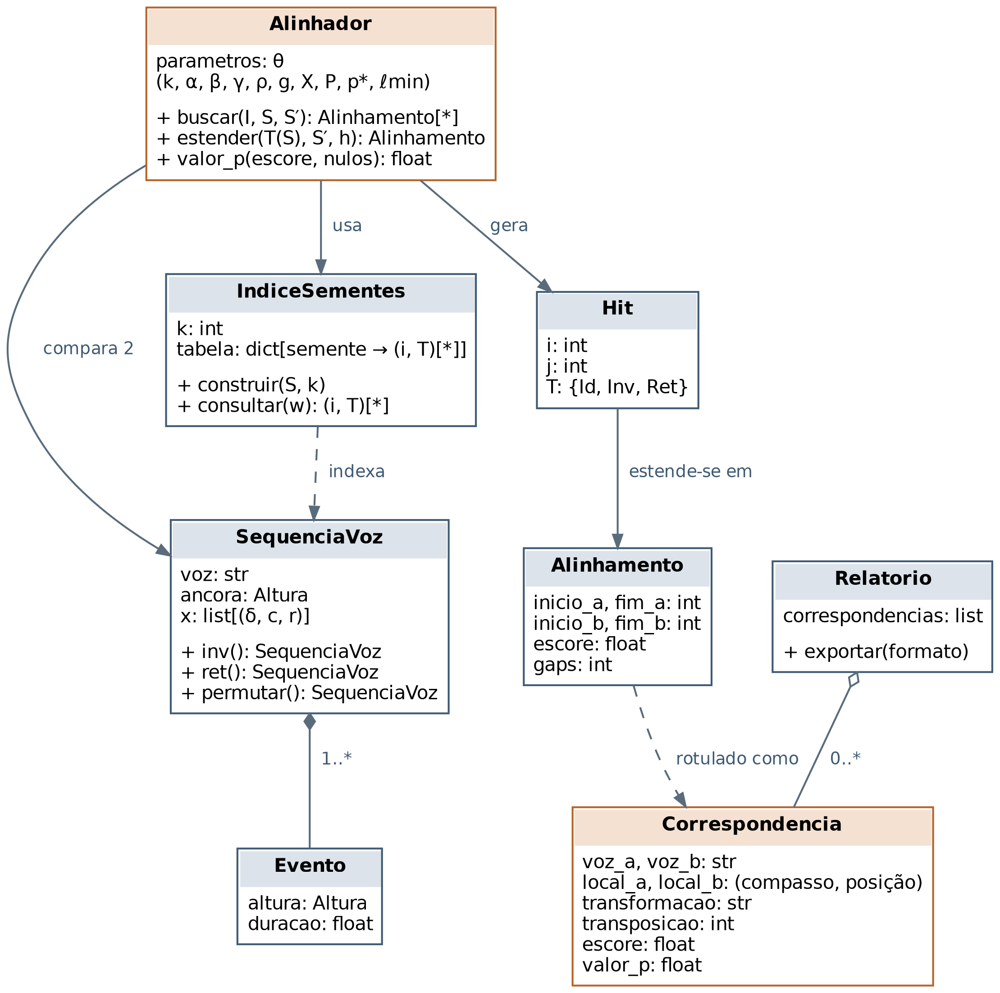 Alinhador
parametros: θ
(k, α, β, γ, ρ, g, X, P, p*, ℓmin)
+ buscar(I, S, S′): Alinhamento[*]
+ estender(T(S), S′, h): Alinhamento
+ valor_p(escore, nulos): float
usa
gera
compara 2
IndiceSementes
k: int
tabela: dict[semente → (i, T)[*]]
+ construir(S, k)
+ consultar(w): (i, T)[*]
Hit
i: int
j: int
T: {Id, Inv, Ret}
indexa
estende-se em
SequenciaVoz
voz: str
ancora: Altura
x: list[(δ, c, r)]
+ inv(): SequenciaVoz
+ ret(): SequenciaVoz
+ permutar(): SequenciaVoz
Alinhamento
inicio_a, fim_a: int
inicio_b, fim_b: int
escore: float
gaps: int
Relatorio
correspondencias: list
+ exportar(formato)
1..*
rotulado como
0..*
Evento
altura: Altura
duracao: float
Correspondencia
voz_a, voz_b: str
local_a, local_b: (compasso, posição)
transformacao: str
transposicao: int
escore: float
valor_p: float